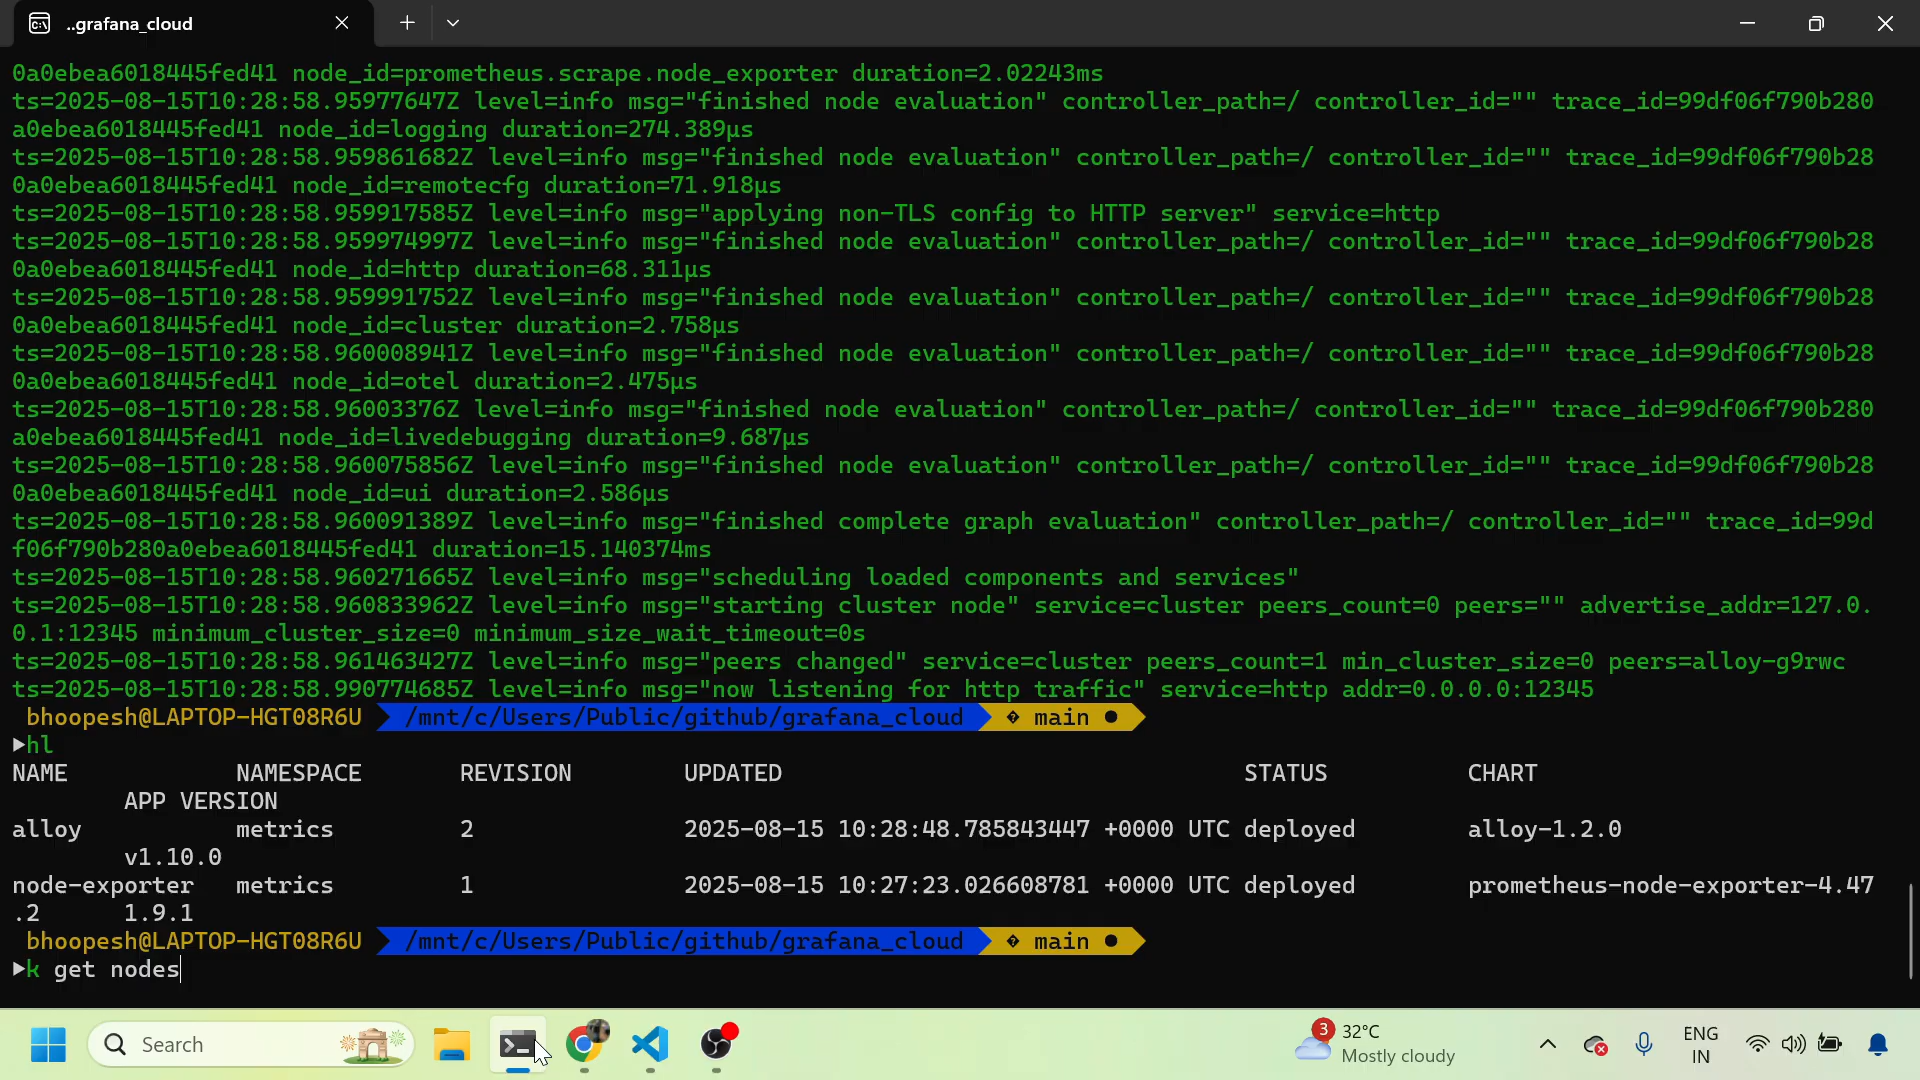 ..grafana_cloud
0a0ebea6018445fed41 node_id=prometheus.scrape.node_exporter duration=2.02243ms
ts=2025-08-15T10:28:58.95977647Z level=info msg="finished node evaluation" controller_path=/ controller_id="" trace_id=99df06f790b280
a0ebea6018445fed41 node_id=logging duration=274.389µs
ts=2025-08-15T10:28:58.959861682Z level=info msg="finished node evaluation" controller_path=/ controller_id="" trace_id=99df06f790b28
0a0ebea6018445fed41 node_id=remotecfg duration=71.918µs
ts=2025-08-15T10:28:58.959917585Z level=info msg="applying non-TLS config to HTTP server" service=http
ts=2025-08-15T10:28:58.959974997Z level=info msg="finished node evaluation" controller_path=/ controller_id="" trace_id=99df06f790b28
0a0ebea6018445fed41 node_id=http duration=68.311µs
ts=2025-08-15T10:28:58.959991752Z level=info msg="finished node evaluation" controller_path=/ controller_id="" trace_id=99df06f790b28
0a0ebea6018445fed41 node_id=cluster duration=2.758µs
ts=2025-08-15T10:28:58.960008941Z level=info msg="finished node evaluation" controller_path=/ controller_id="" trace_id=99df06f790b28
0a0ebea6018445fed41 node_id=otel duration=2.475µs
ts=2025-08-15T10:28:58.96003376Z level=info msg="finished node evaluation" controller_path=/ controller_id="" trace_id=99df06f790b280
a0ebea6018445fed41 node_id=livedebugging duration=9.687µs
ts=2025-08-15T10:28:58.960075856Z level=info msg="finished node evaluation" controller_path=/ controller_id="" trace_id=99df06f790b28
0a0ebea6018445fed41 node_id=ui duration=2.586µs
ts=2025-08-15T10:28:58.960091389Z level=info msg="finished complete graph evaluation" controller_path=/ controller_id="" trace_id=99d
f06f790b280a0ebea6018445fed41 duration=15.140374ms
ts=2025-08-15T10:28:58.960271665Z level=info msg="scheduling loaded components and services"
ts=2025-08-15T10:28:58.960833962Z level=info msg="starting cluster node" service=cluster peers_count=0 peers="" advertise_addr=127.0.
0.1:12345 minimum_cluster_size=0 minimum_size_wait_timeout=0s
ts=2025-08-15T10:28:58.961463427Z level=info msg="peers changed" service=cluster peers_count=1 min_cluster_size=0 peers=alloy-g9rwc
ts=2025-08-15T10:28:58.990774685Z level=info msg="now listening for http traffic" service=http addr=0.0.0.0:12345
bhoopesh@LAPTOP-HGT08R6U /mnt/c/Users/Public/github/grafana_cloud � main ●
▶hl
NAME NAMESPACE REVISION UPDATED STATUS CHART
APP VERSION
alloy metrics 2 2025-08-15 10:28:48.785843447 +0000 UTC deployed alloy-1.2.0
v1.10.0
node-exporter metrics 1 2025-08-15 10:27:23.026608781 +0000 UTC deployed prometheus-node-exporter-4.47
.2 1.9.1
bhoopesh@LAPTOP-HGT08R6U /mnt/c/Users/Public/github/grafana_cloud � main ●
▶k get nodes
Search
3
32°C
Mostly cloudy
ENG
IN